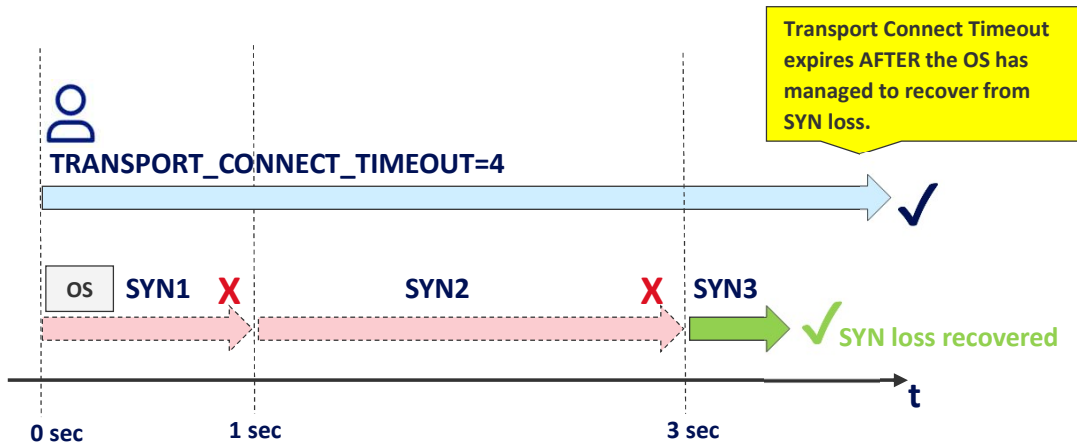 Transport Connect Timeout
expires AFTER the OS has
managed to recover from
SYN loss.
TRANSPORT_CONNECT_TIMEOUT=4
OS
SYN1
X
SYN2
X
SYN3
SYN loss recovered
t
0 sec
1 sec
3 sec